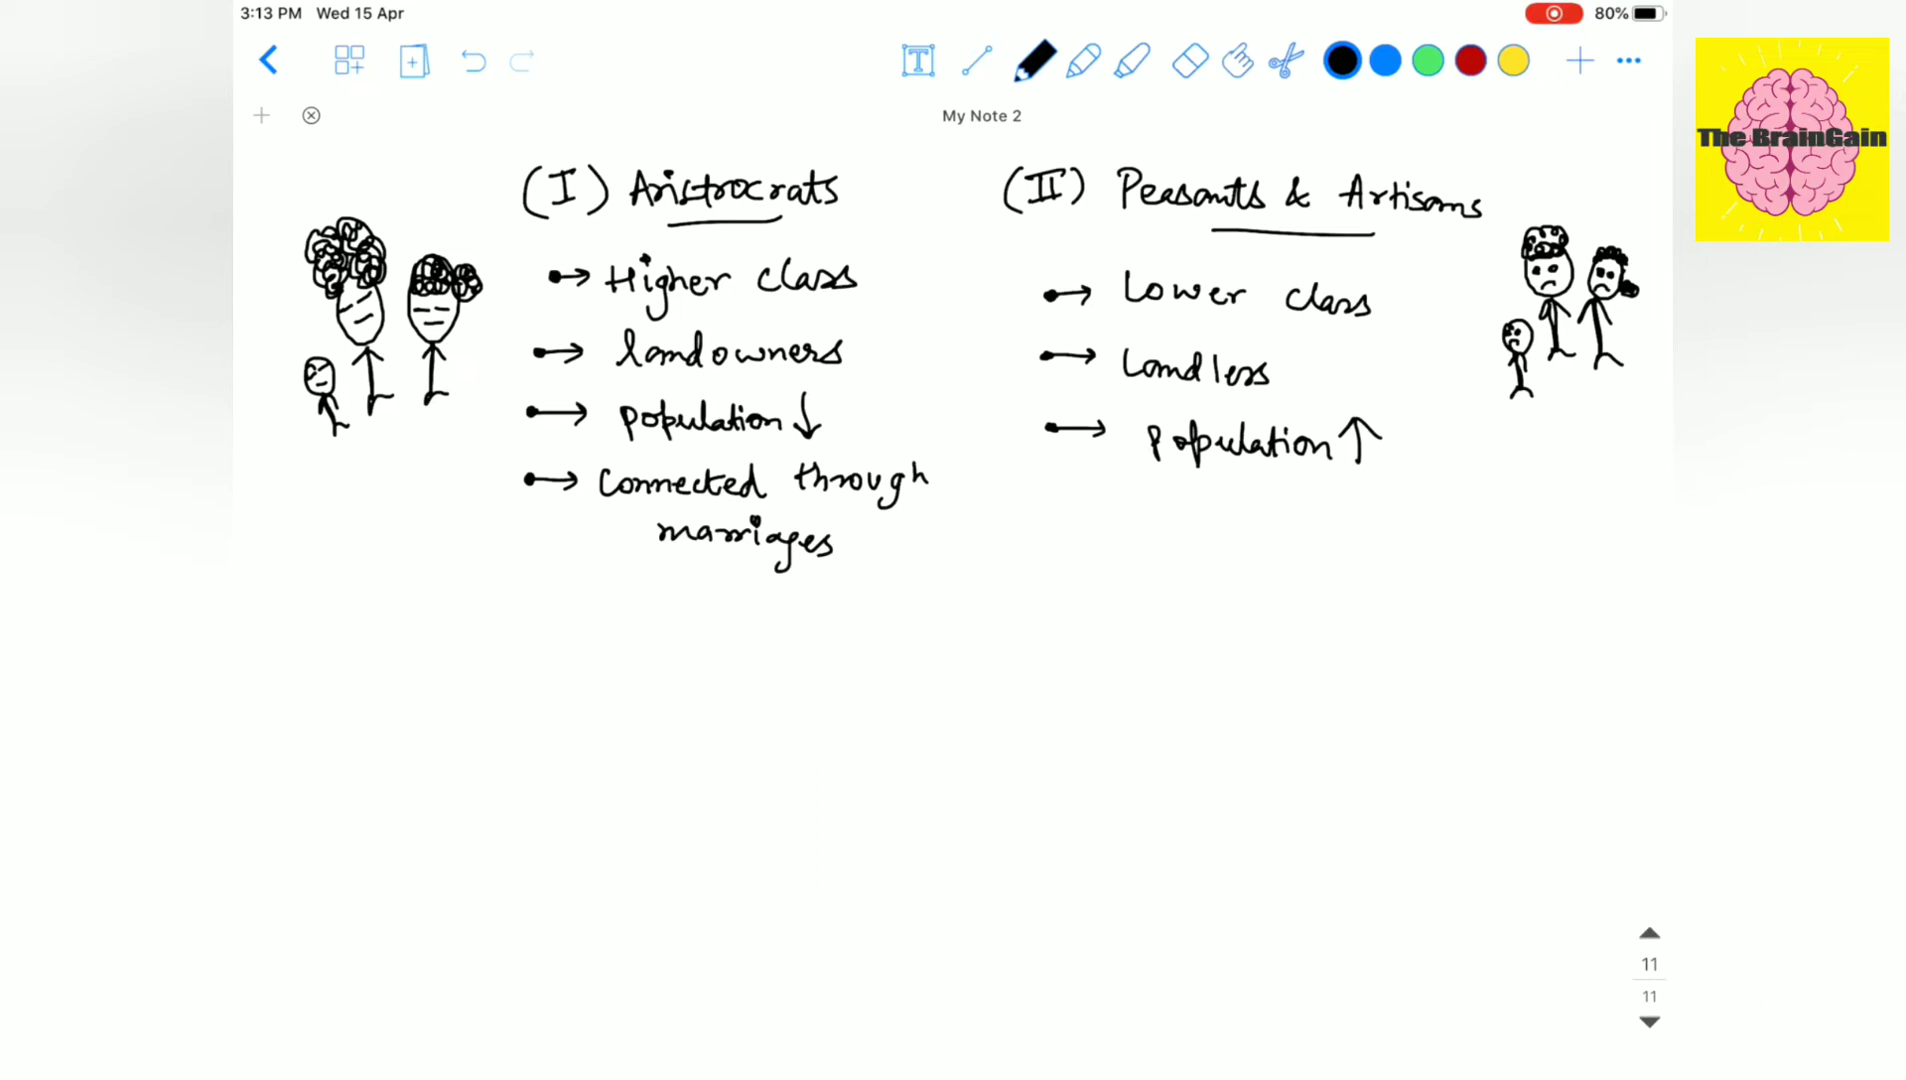 3:13 PM Wed 15 Apr
80%
T
My Note 2
The BrainGain
(I) Aristrocrats
Higher class
landowners
population ↓
Connected through
marriages
(II) Peasants & Artisans
Lower class
Landless
Population ↑
11
11